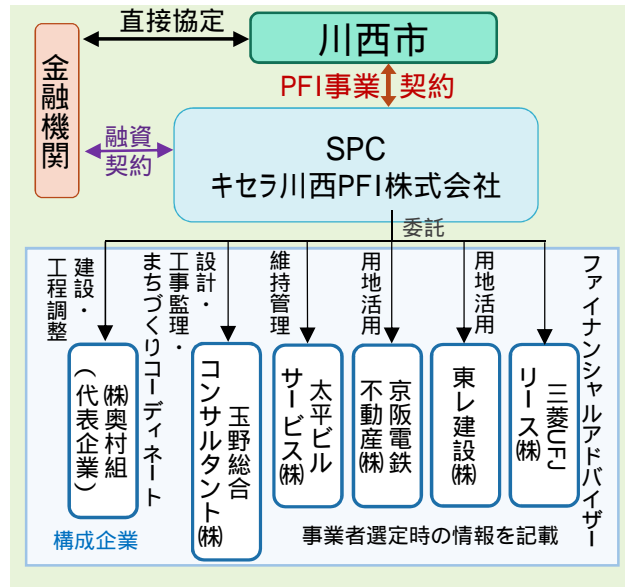 直接協定
川西市
金融機関
PFI事業 契約
融資
契約
SPC
キセラ川西PFI株式会社
委託
建設・
工程調整
設計・
工事監理・
まちづくりコーディネート
維持管理
用地活用
用地活用
ファイナンシャルアドバイザー
㈱奥村組
(代表企業)
玉野総合
コンサルタント㈱
太平ビル
サービス㈱
京阪電鉄
不動産㈱
東レ建設㈱
三菱UFJ
リース㈱
構成企業
事業者選定時の情報を記載